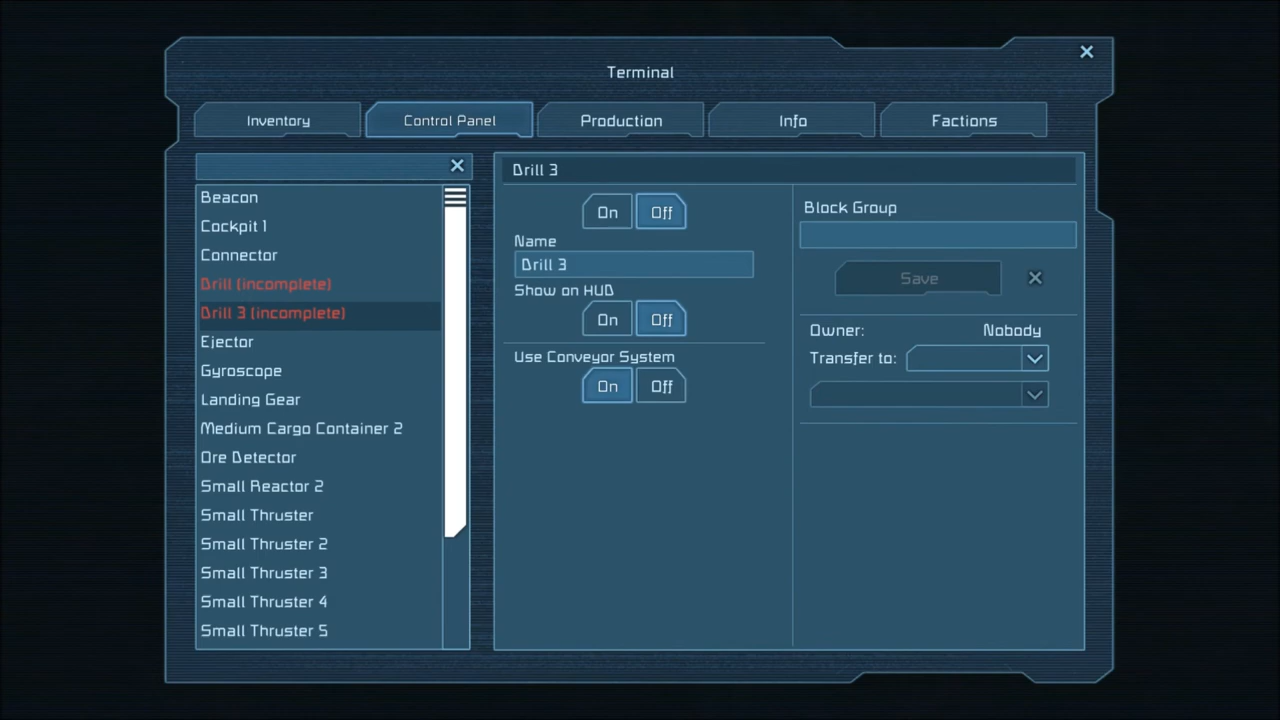 Terminal
Inventory
Control Panel
Production
Info
Factions
Beacon
Cockpit 1
Connector
Drill (incomplete)
Drill 3 (incomplete)
Ejector
Gyroscope
Landing Gear
Medium Cargo Container 2
Ore Detector
Small Reactor 2
Small Thruster
Small Thruster 2
Small Thruster 3
Small Thruster 4
Small Thruster 5
Drill 3
On Off
Name
Drill 3
Show on HUD
On Off
Use Conveyor System
On Off
Block Group
Save
Owner: Nobody
Transfer to: